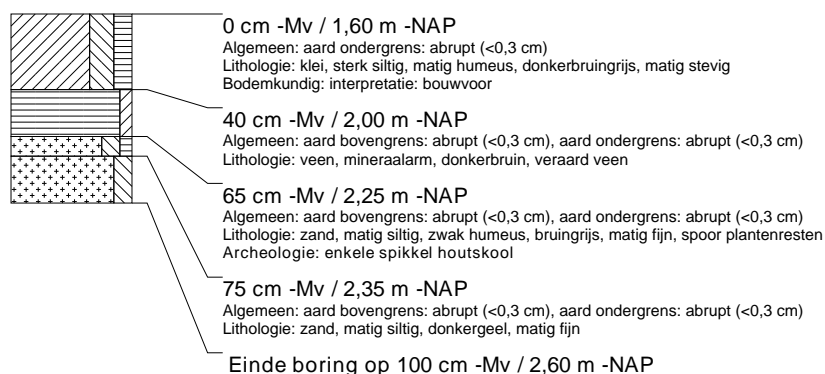 0 cm -Mv / 1,60 m -NAP
Algemeen: aard ondergrens: abrupt (<0,3 cm)
Lithologie: klei, sterk siltig, matig humeus, donkerbruingrijs, matig stevig
Bodemkundig: interpretatie: bouwvoor
40 cm -Mv / 2,00 m -NAP
Algemeen: aard bovengrens: abrupt (<0,3 cm), aard ondergrens: abrupt (<0,3 cm)
Lithologie: veen, mineraalarm, donkerbruin, veraard veen
65 cm -Mv / 2,25 m -NAP
Algemeen: aard bovengrens: abrupt (<0,3 cm), aard ondergrens: abrupt (<0,3 cm)
Lithologie: zand, matig siltig, zwak humeus, bruingrijs, matig fijn, spoor plantenresten
Archeologie: enkele spikkel houtskool
75 cm -Mv / 2,35 m -NAP
Algemeen: aard bovengrens: abrupt (<0,3 cm), aard ondergrens: abrupt (<0,3 cm)
Lithologie: zand, matig siltig, donkergeel, matig fijn
Einde boring op 100 cm -Mv / 2,60 m -NAP